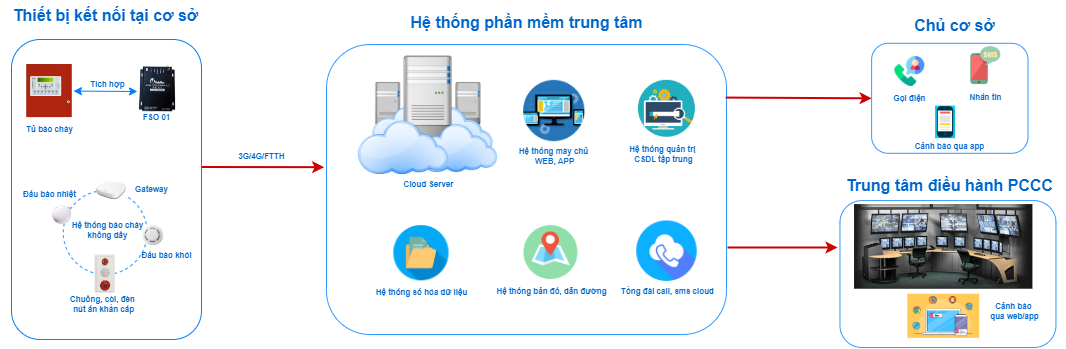 Thiết bị kết nối tại cơ sở
Tích hợp
Tủ báo cháy
FSO 01
Đầu báo nhiệt
Gateway
Hệ thống báo cháy
không dây
Đầu báo khói
Chuông, còi, đèn
nút ấn khẩn cấp
3G/4G/FTTH
Hệ thống phần mềm trung tâm
Cloud Server
Hệ thống máy chủ
WEB, APP
Hệ thống quản trị
CSDL tập trung
Hệ thống số hóa dữ liệu
Hệ thống bản đồ, dẫn đường
Tổng đài call, sms cloud
Chủ cơ sở
SMS
Gọi điện
Nhắn tin
Cảnh báo qua app
Trung tâm điều hành PCCC
Cảnh báo
qua web/app